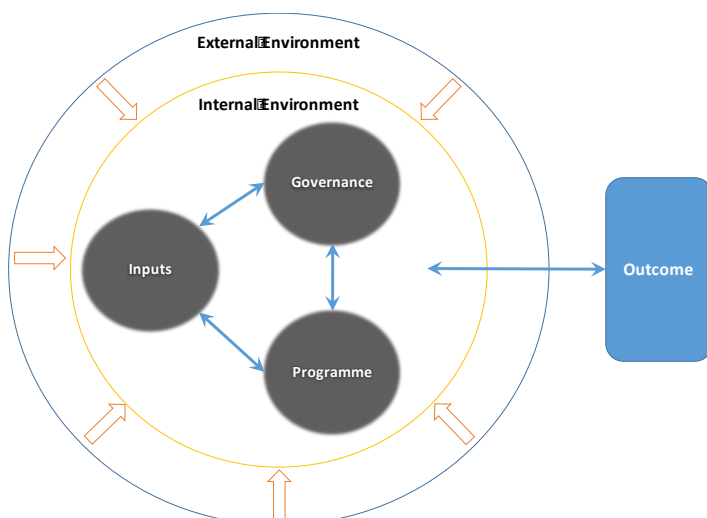 External Environment
Internal Environment
Governance
Inputs
Outcome
Programme